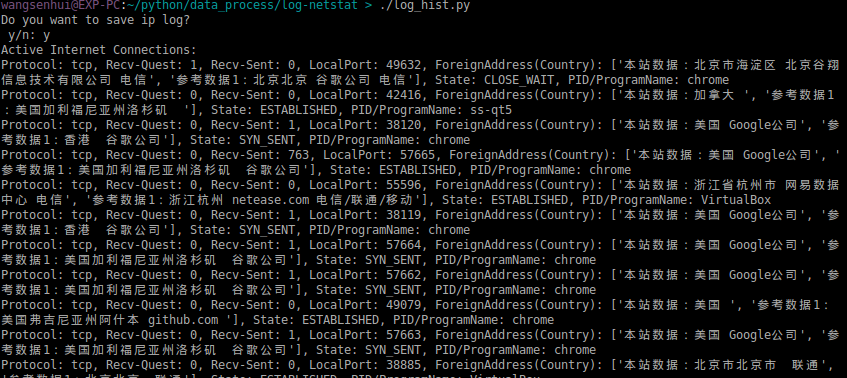 wangsenhui@EXP-PC:~/python/data_process/log-netstat > ./log_hist.py
Do you want to save ip log?
 y/n: y
Active Internet Connections:
Protocol: tcp, Recv-Quest: 1, Recv-Sent: 0, LocalPort: 49632, ForeignAddress(Country): ['本站数据：北京市海淀区 北京谷翔
信息技术有限公司 电信', '参考数据1：北京北京 谷歌公司 电信'], State: CLOSE_WAIT, PID/ProgramName: chrome
Protocol: tcp, Recv-Quest: 0, Recv-Sent: 0, LocalPort: 42416, ForeignAddress(Country): ['本站数据：加拿大 ', '参考数据1
：美国加利福尼亚州洛杉矶  '], State: ESTABLISHED, PID/ProgramName: ss-qt5
Protocol: tcp, Recv-Quest: 0, Recv-Sent: 1, LocalPort: 38120, ForeignAddress(Country): ['本站数据：美国 Google公司', '参
考数据1：香港  谷歌公司'], State: SYN_SENT, PID/ProgramName: chrome
Protocol: tcp, Recv-Quest: 0, Recv-Sent: 763, LocalPort: 57665, ForeignAddress(Country): ['本站数据：美国 Google公司', '
参考数据1：美国加利福尼亚州洛杉矶  谷歌公司'], State: ESTABLISHED, PID/ProgramName: chrome
Protocol: tcp, Recv-Quest: 0, Recv-Sent: 0, LocalPort: 55596, ForeignAddress(Country): ['本站数据：浙江省杭州市 网易数据
中心 电信', '参考数据1：浙江杭州 netease.com 电信/联通/移动'], State: ESTABLISHED, PID/ProgramName: VirtualBox
Protocol: tcp, Recv-Quest: 0, Recv-Sent: 1, LocalPort: 38119, ForeignAddress(Country): ['本站数据：美国 Google公司', '参
考数据1：香港  谷歌公司'], State: SYN_SENT, PID/ProgramName: chrome
Protocol: tcp, Recv-Quest: 0, Recv-Sent: 1, LocalPort: 57664, ForeignAddress(Country): ['本站数据：美国 Google公司', '参
考数据1：美国加利福尼亚州洛杉矶  谷歌公司'], State: SYN_SENT, PID/ProgramName: chrome
Protocol: tcp, Recv-Quest: 0, Recv-Sent: 1, LocalPort: 57662, ForeignAddress(Country): ['本站数据：美国 Google公司', '参
考数据1：美国加利福尼亚州洛杉矶  谷歌公司'], State: SYN_SENT, PID/ProgramName: chrome
Protocol: tcp, Recv-Quest: 0, Recv-Sent: 0, LocalPort: 49079, ForeignAddress(Country): ['本站数据：美国 ', '参考数据1：
美国弗吉尼亚州阿什本 github.com '], State: ESTABLISHED, PID/ProgramName: chrome
Protocol: tcp, Recv-Quest: 0, Recv-Sent: 1, LocalPort: 57663, ForeignAddress(Country): ['本站数据：美国 Google公司', '参
考数据1：美国加利福尼亚州洛杉矶  谷歌公司'], State: SYN_SENT, PID/ProgramName: chrome
Protocol: tcp, Recv-Quest: 0, Recv-Sent: 0, LocalPort: 38885, ForeignAddress(Country): ['本站数据：北京市北京市  联通',
'参考数据1：北京北京  联通'], State: ESTABLISHED, PID/ProgramName: VirtualBox